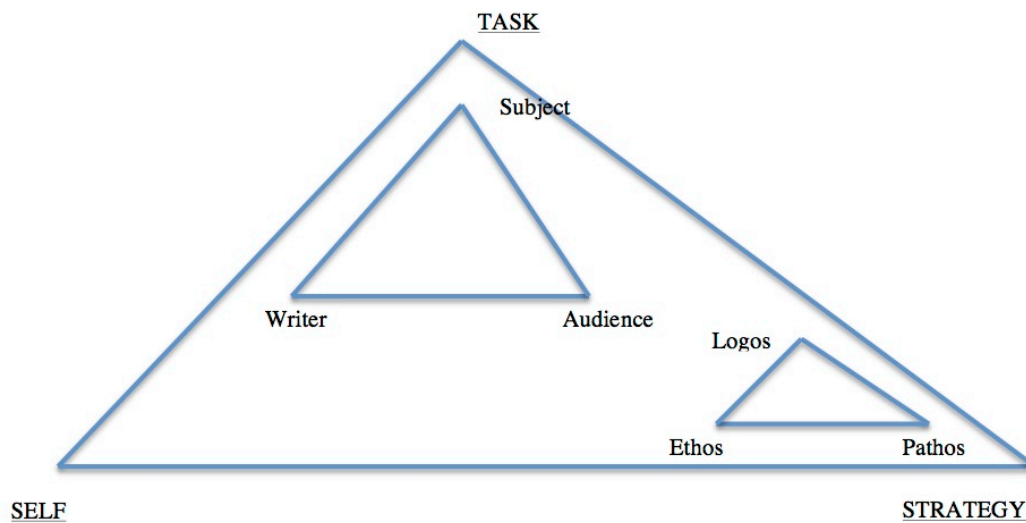 TASK
Subject
Writer
Audience
Logos
Ethos
Pathos
SELF
STRATEGY